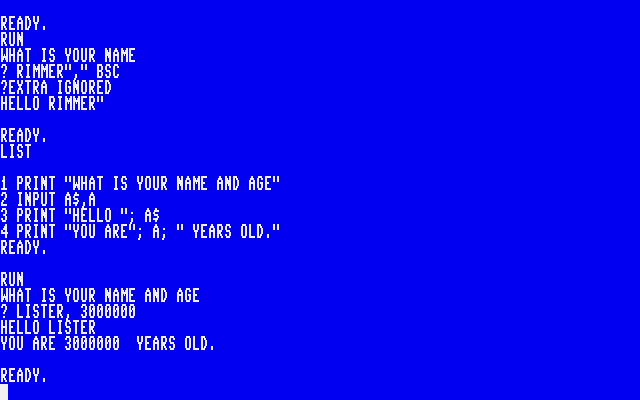 READY.
RUN
WHAT IS YOUR NAME
? RIMMER"," BSC
?EXTRA IGNORED
HELLO RIMMER"
READY.
LIST
1 PRINT "WHAT IS YOUR NAME AND AGE"
2 INPUT A$,A
3 PRINT "HELLO "; A$
4 PRINT "YOU ARE"; A; " YEARS OLD."
READY.
RUN
WHAT IS YOUR NAME AND AGE
? LISTER, 3000000
HELLO LISTER
YOU ARE 3000000  YEARS OLD.
READY.